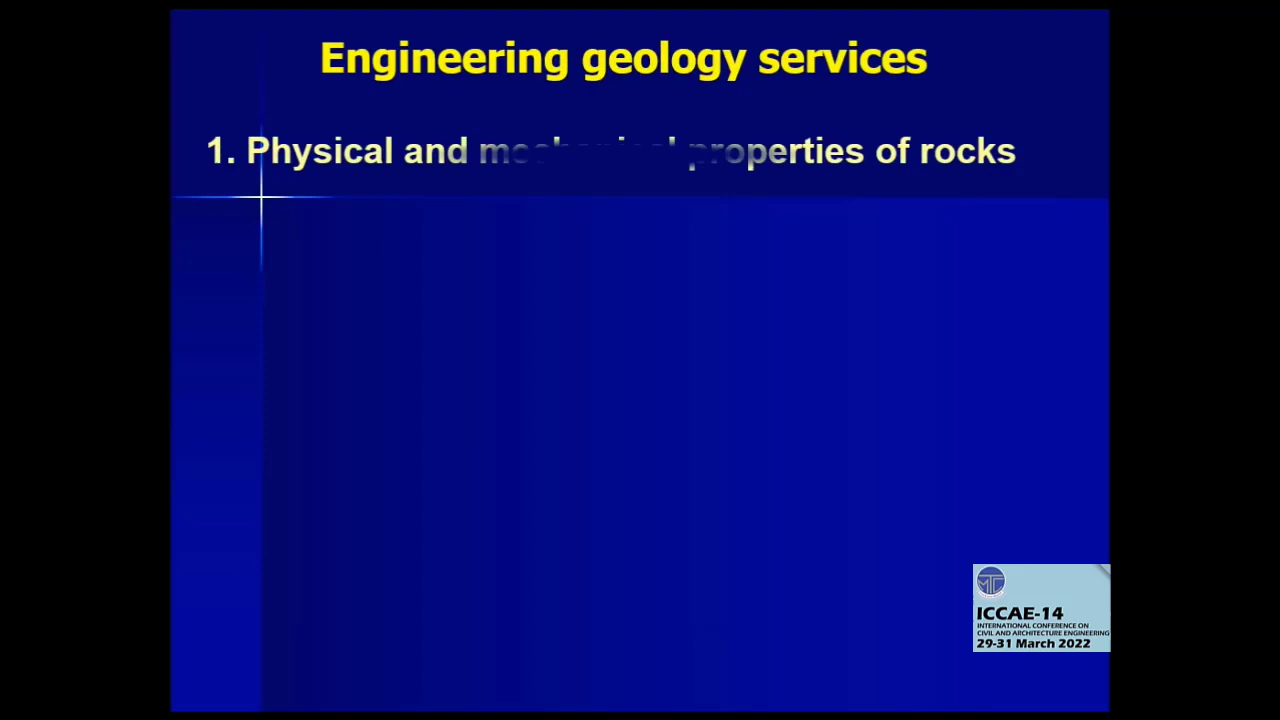 Engineering geology services
1. Physical and mechanical properties of rocks
MTC
ICCAE-14
INTERNATIONAL CONFERENCE ON
CIVIL AND ARCHITECTURE ENGINEERING
29-31 March 2022